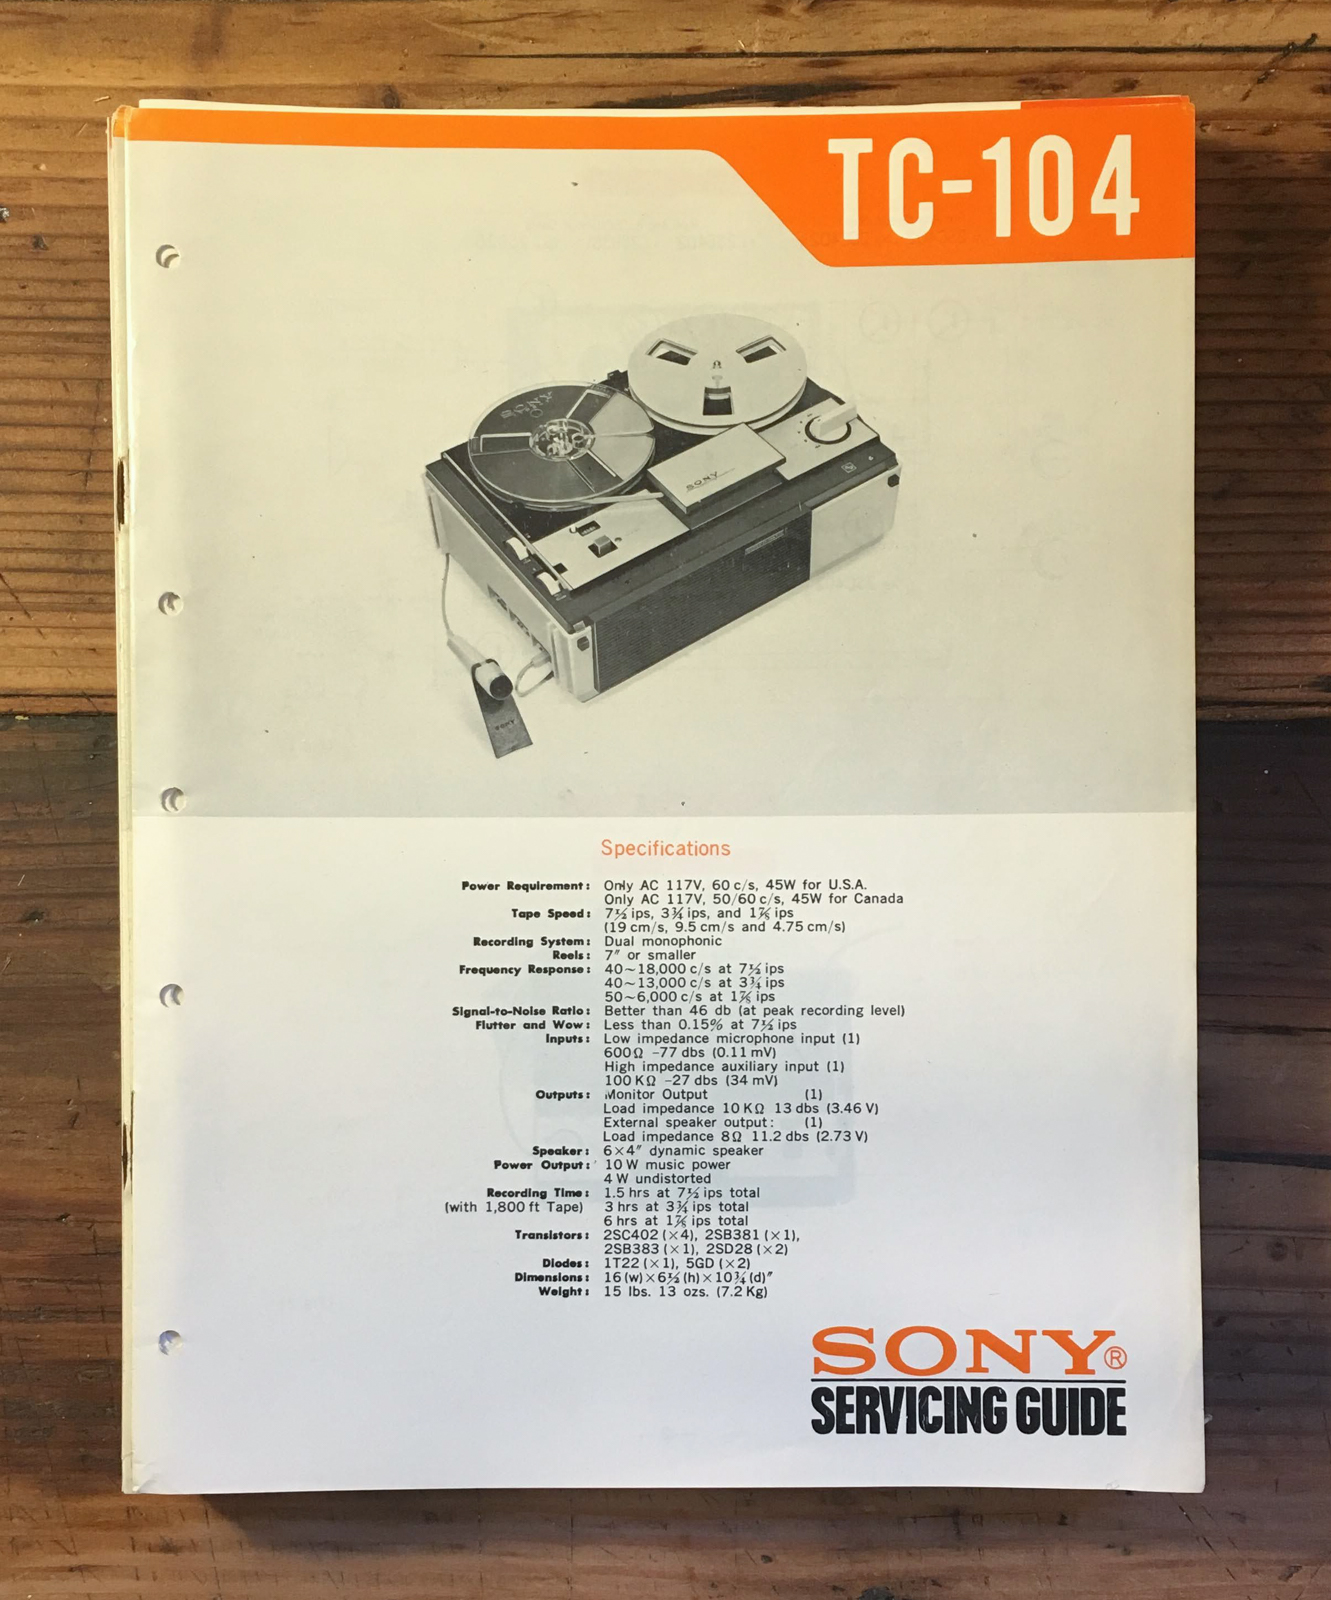 TC-104
SONY
SONY
SONY
Specifications
Power Requirement: Only AC 117V, 60 c/s, 45W for U.S.A.
Only AC 117V, 50/60 c/s, 45W for Canada
Tape Speed: 7½ ips, 3¾ ips, and 1⅞ ips
(19 cm/s, 9.5 cm/s and 4.75 cm/s)
Recording System: Dual monophonic
Reels: 7" or smaller
Frequency Response: 40~18,000 c/s at 7½ ips
40~13,000 c/s at 3¾ ips
50~6,000 c/s at 1⅞ ips
Signal-to-Noise Ratio: Better than 46 db (at peak recording level)
Flutter and Wow: Less than 0.15% at 7½ ips
Inputs: Low impedance microphone input (1)
600Ω -77 dbs (0.11 mV)
High impedance auxiliary input (1)
100 KΩ -27 dbs (34 mV)
Outputs: Monitor Output (1)
Load impedance 10 KΩ 13 dbs (3.46 V)
External speaker output: (1)
Load impedance 8Ω 11.2 dbs (2.73 V)
Speaker: 6×4" dynamic speaker
Power Output: 10 W music power
4 W undistorted
Recording Time: 1.5 hrs at 7½ ips total
(with 1,800 ft Tape) 3 hrs at 3¾ ips total
6 hrs at 1⅞ ips total
Transistors: 2SC402 (×4), 2SB381 (×1),
2SB383 (×1), 2SD28 (×2)
Diodes: 1T22 (×1), 5GD (×2)
Dimensions: 16 (w) × 6½ (h) × 10¾ (d)"
Weight: 15 lbs. 13 ozs. (7.2 Kg)
SONY®
SERVICING GUIDE